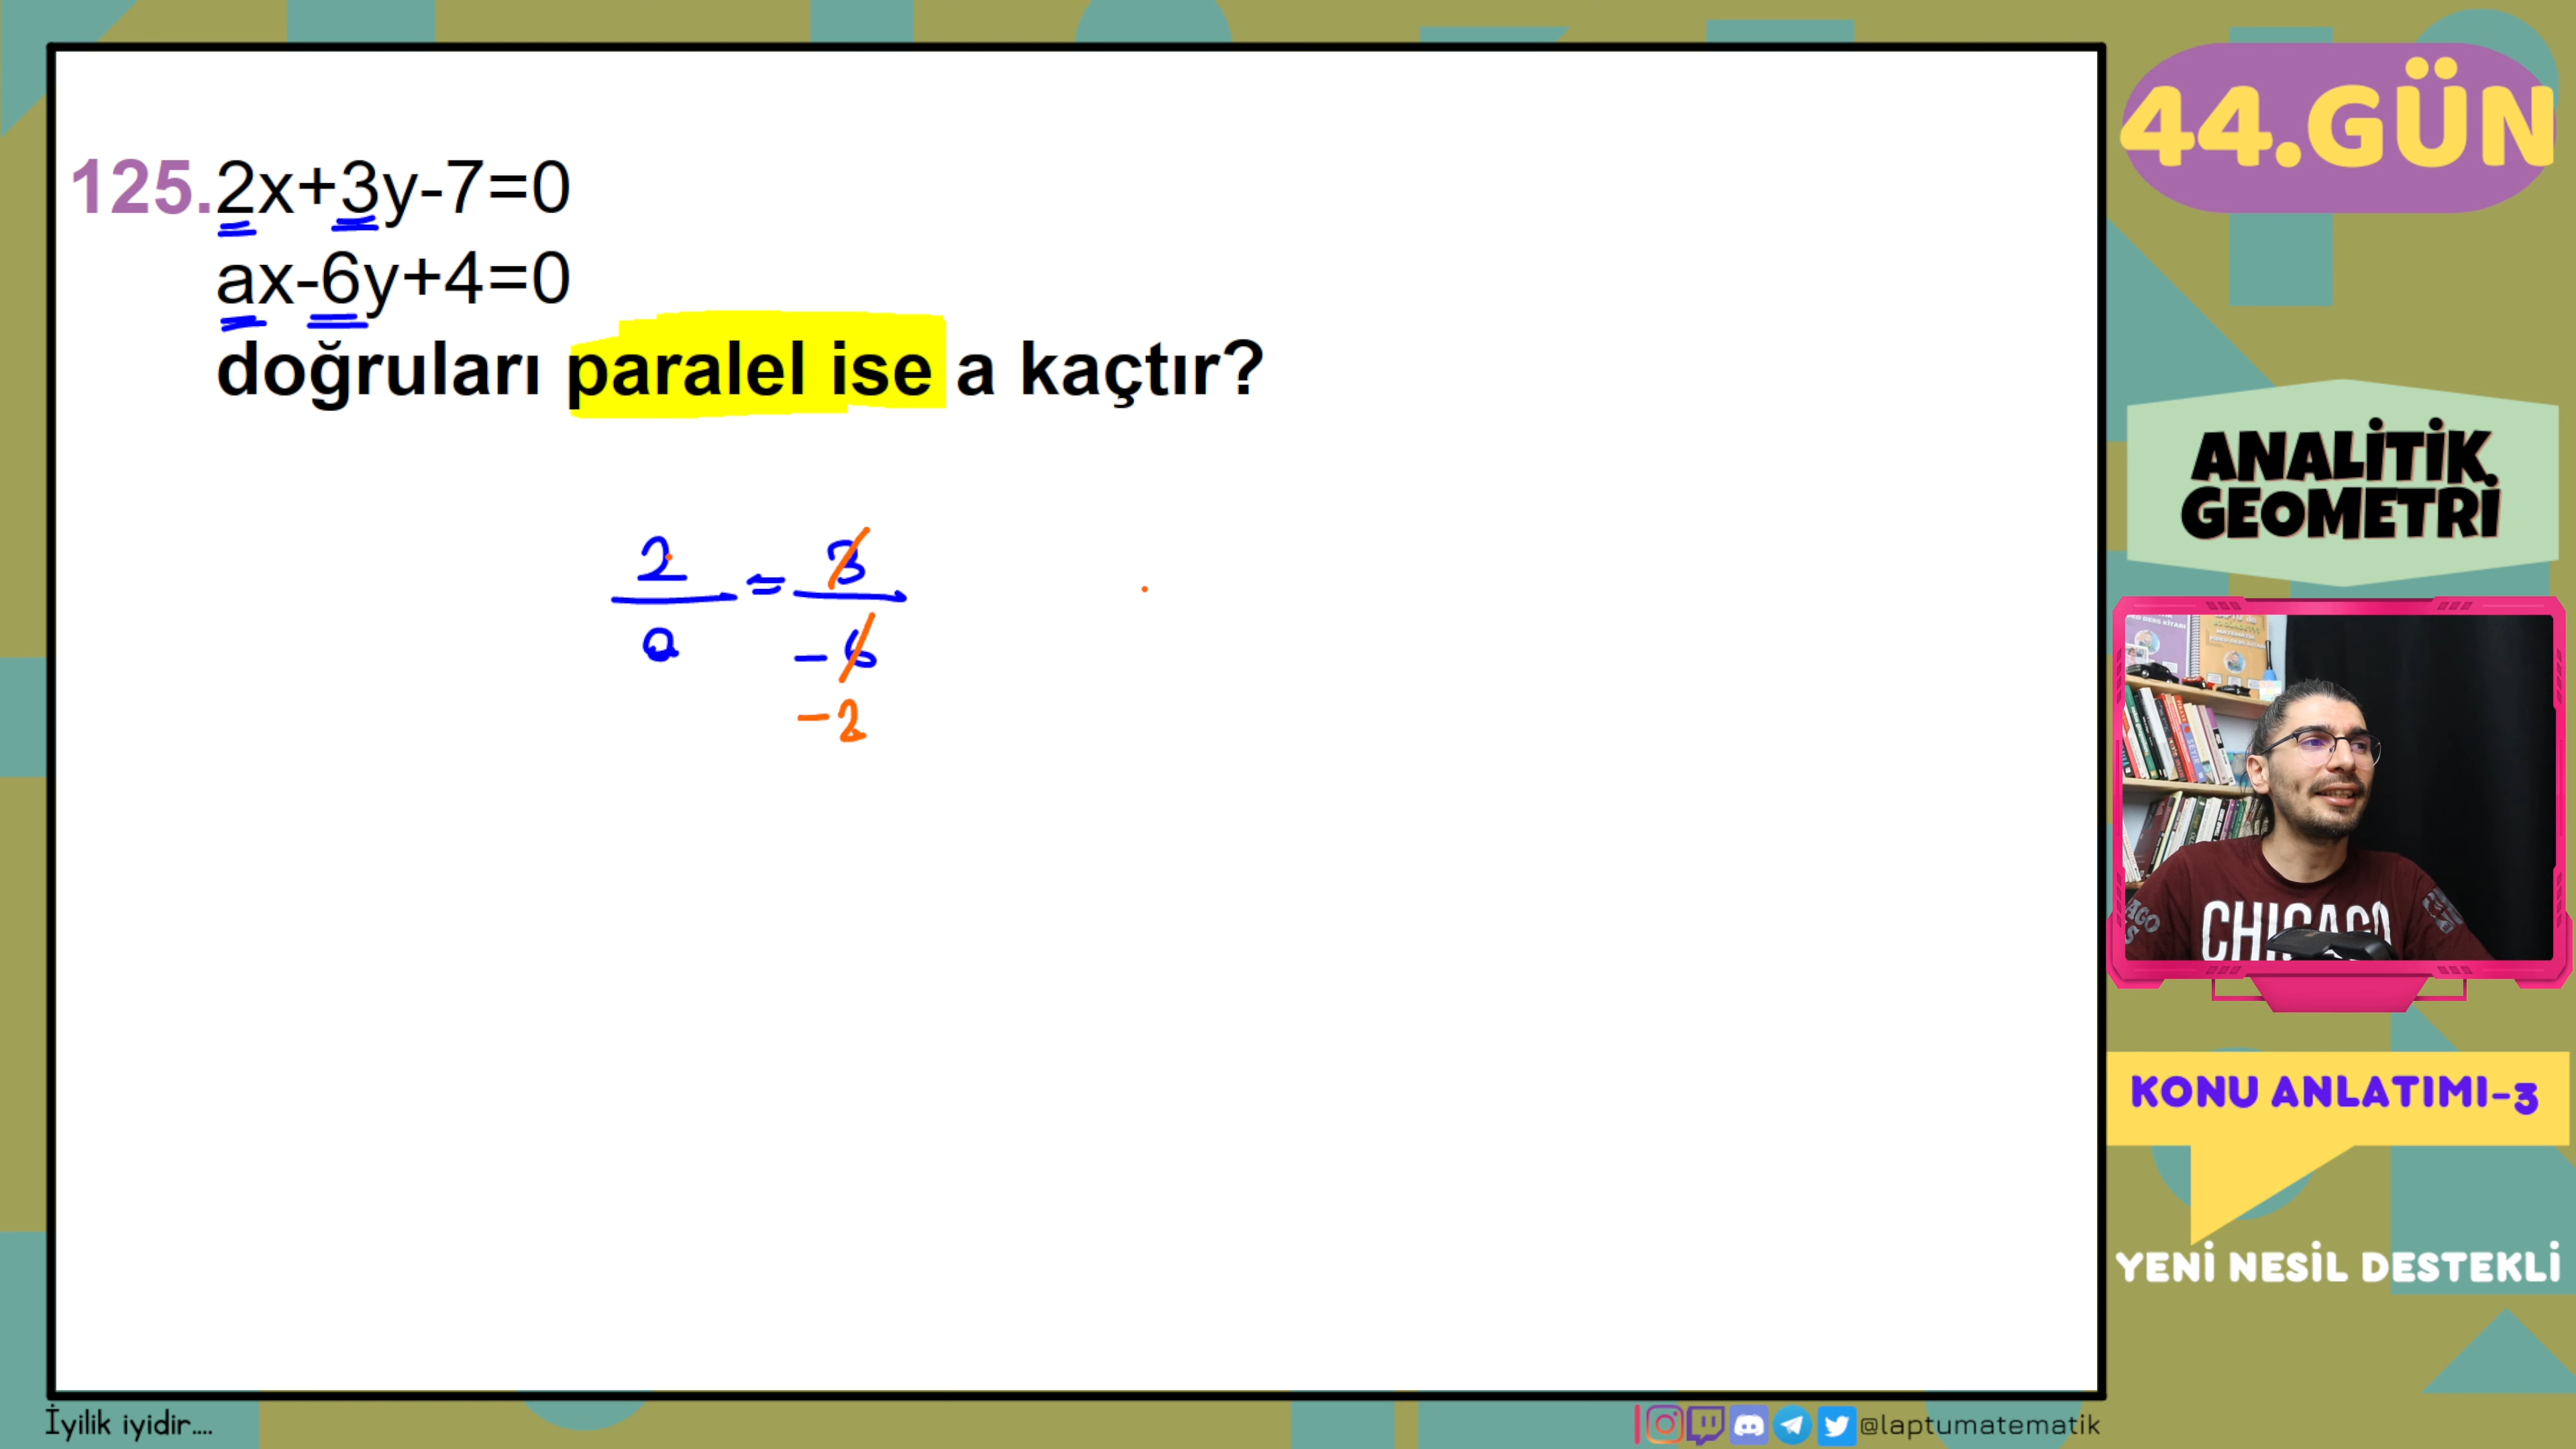 44.GÜN
125. 2x+3y-7=0
ax-6y+4=0
doğruları paralel ise a kaçtır?
2 = 3
a -6
-2
ANALİTİK
GEOMETRİ
CHICAGO
KONU ANLATIMI-3
YENİ NESİL DESTEKLİ
İyilik iyidir....
@laptumatematik